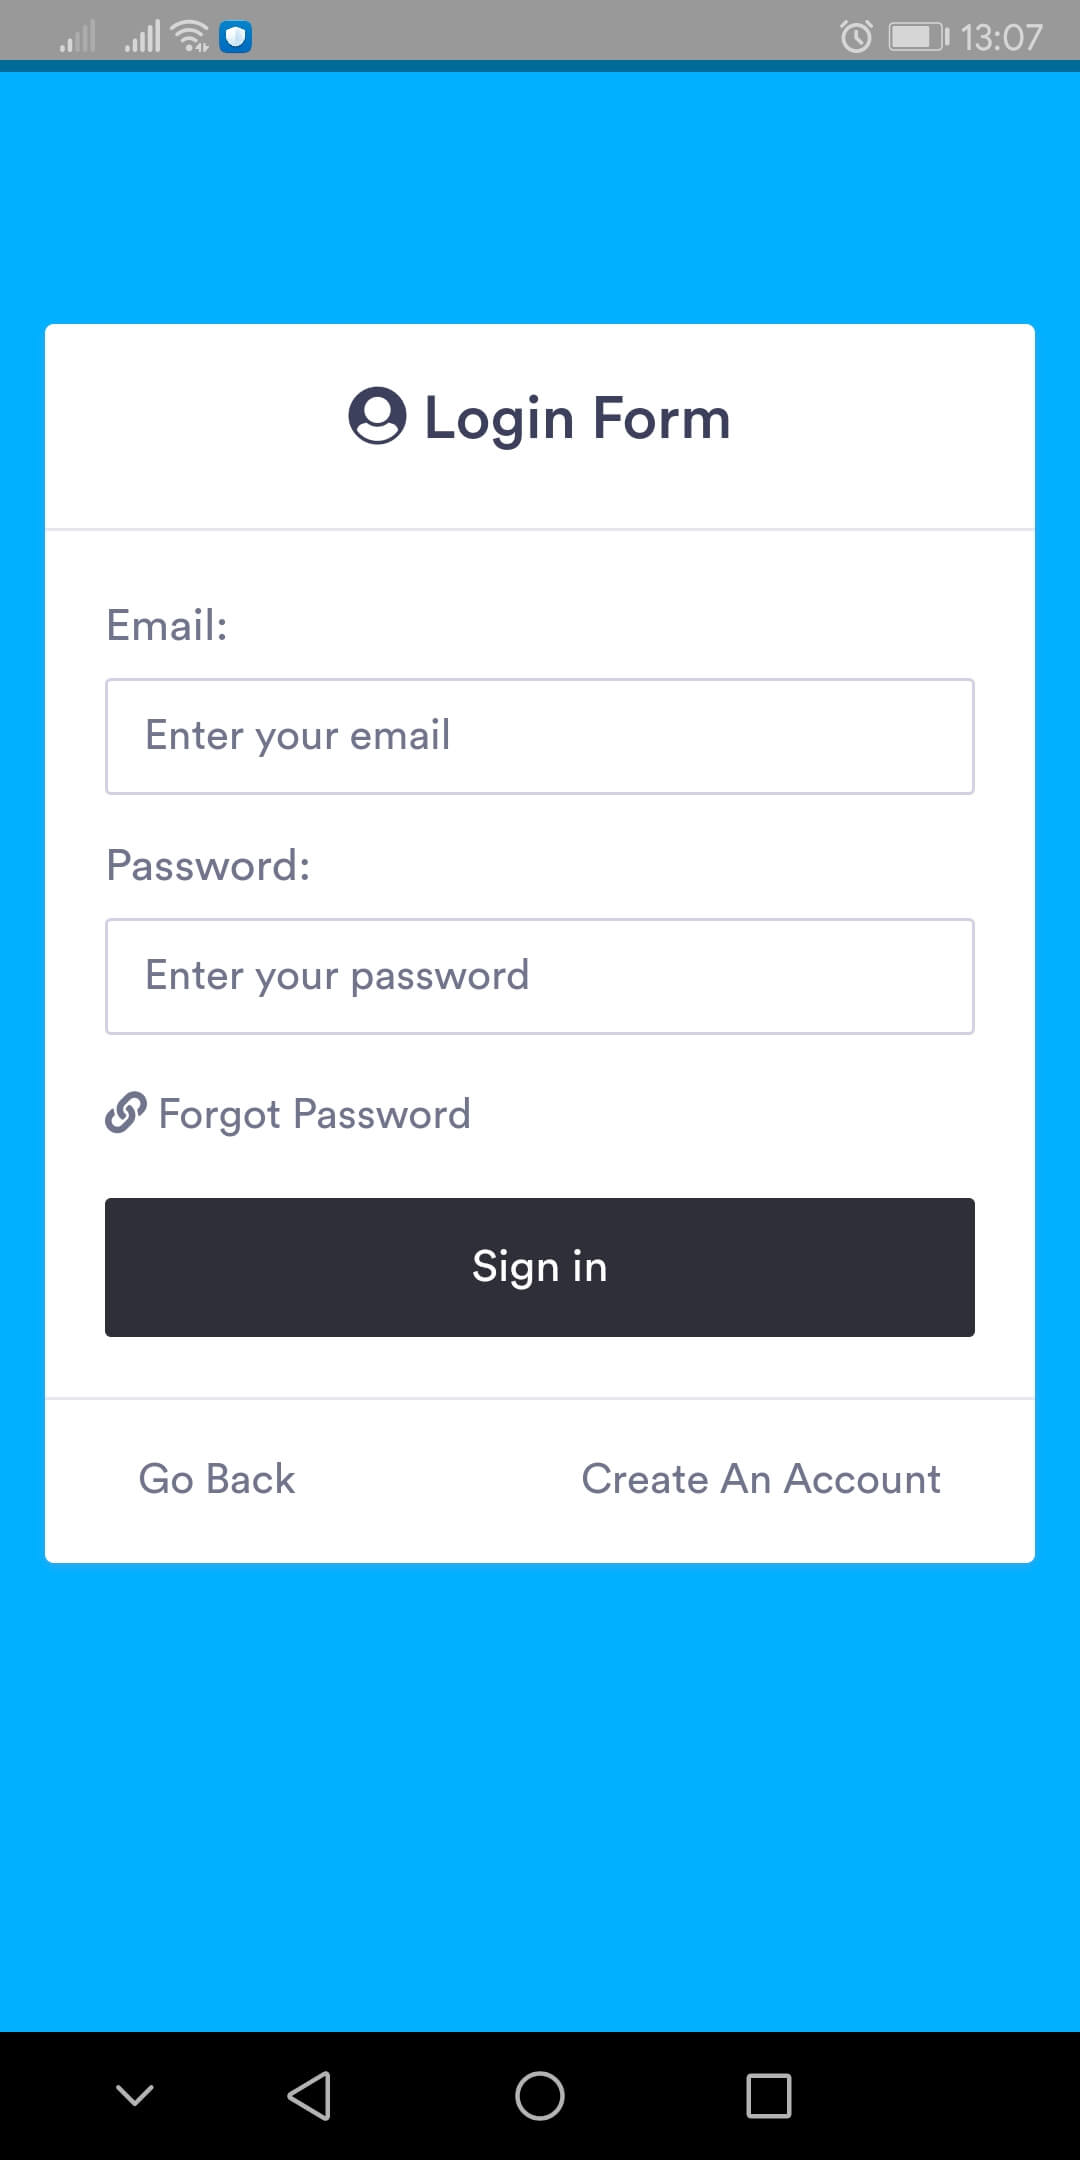 13:07
Login Form
Email:
Enter your email
Password:
Enter your password
Forgot Password
Sign in
Go Back
Create An Account